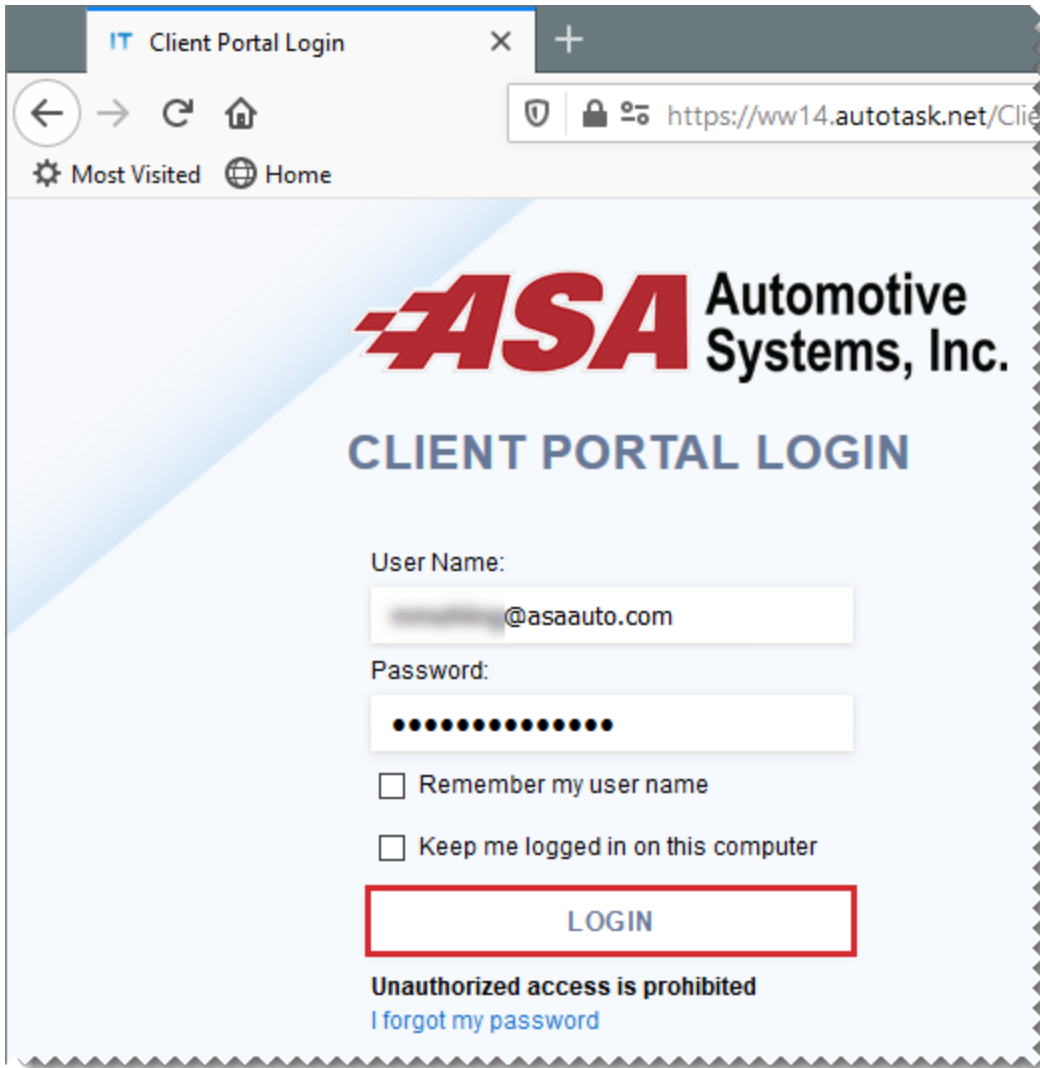 IT Client Portal Login
https://ww14.autotask.net/Clie
Most Visited Home
ASA Automotive
Systems, Inc.
CLIENT PORTAL LOGIN
User Name:
@asaauto.com
Password:
••••••••••••••
Remember my user name
Keep me logged in on this computer
LOGIN
Unauthorized access is prohibited
I forgot my password